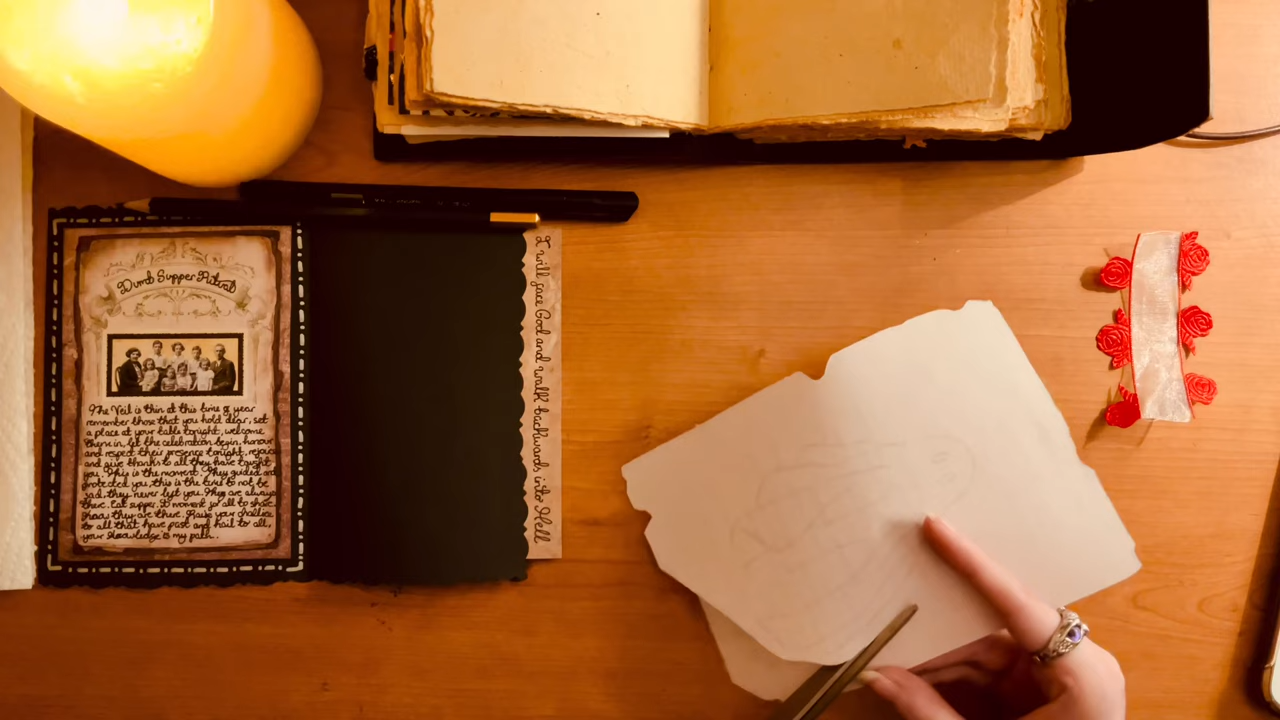 Dumb Supper Ritual
The Veil is thin at this time of year
remember those that you hold dear, set
a place at your table tonight, welcome
them in, let the celebration begin, honour
and respect their presence tonight, rejoice
and give thanks to all they have taught
you. This is the moment. They guided and
protected you, this is the time to not be
sad, they never left you. They are always
there. Eat supper, a moment for all to share.
know they are there. Raise your chalice
to all that have past and hail to all,
your knowledge is my path.
I will face God and walk backwards into Hell